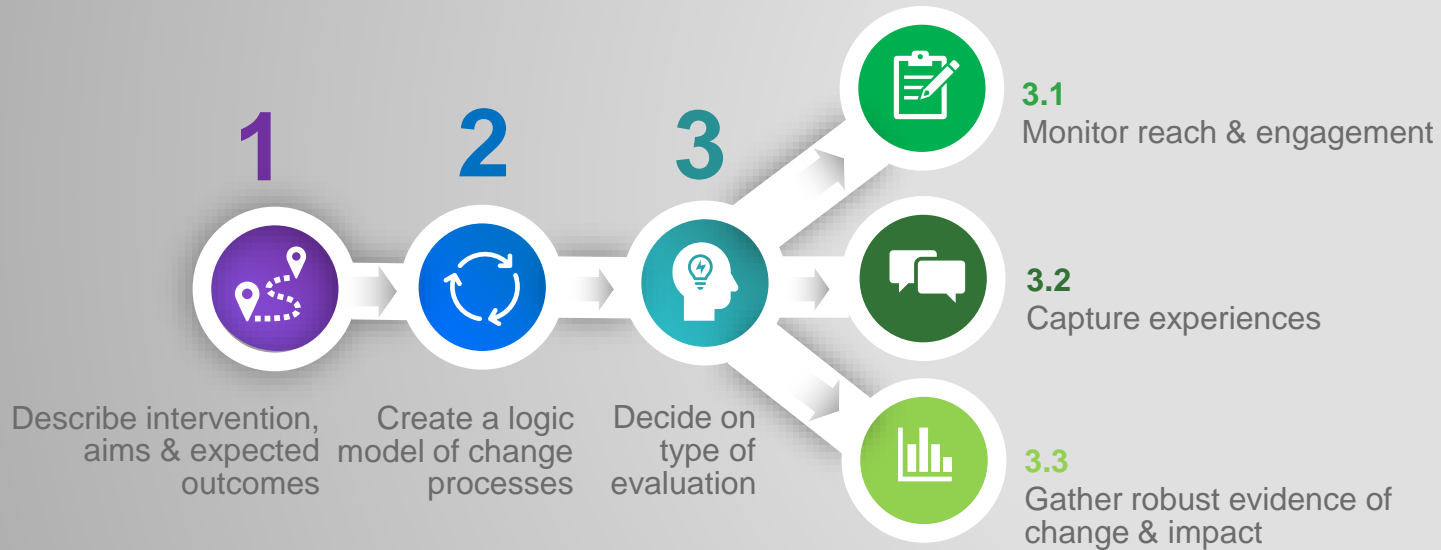 1
Describe intervention,
aims & expected
outcomes
2
Create a logic
model of change
processes
3
Decide on
type of
evaluation
3.1
Monitor reach & engagement
3.2
Capture experiences
3.3
Gather robust evidence of
change & impact